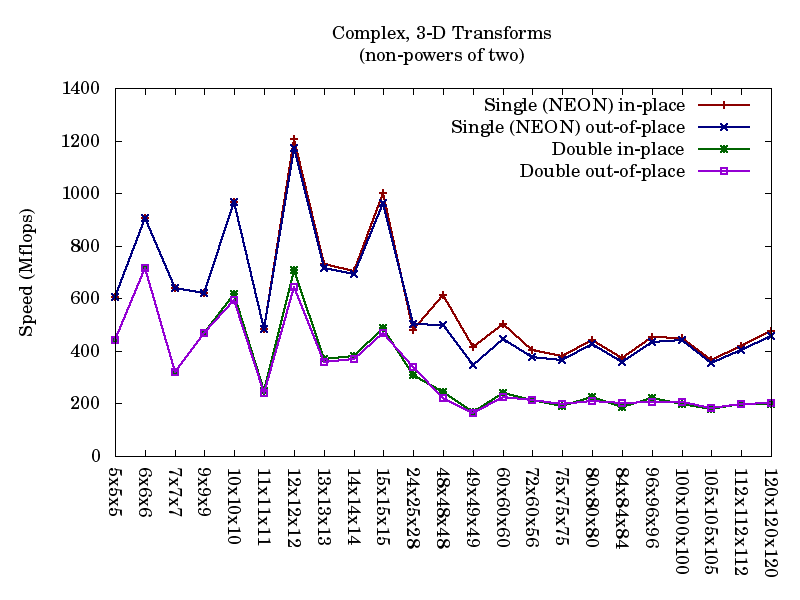 Complex, 3-D Transforms
(non-powers of two)
1400
1200
1000
800
600
400
200
0
Speed (Mflops)
Single (NEON) in-place
Single (NEON) out-of-place
Double in-place
Double out-of-place
5x5x5
6x6x6
7x7x7
9x9x9
10x10x10
11x11x11
12x12x12
13x13x13
14x14x14
15x15x15
24x25x28
48x48x48
49x49x49
60x60x60
72x60x56
75x75x75
80x80x80
84x84x84
96x96x96
100x100x100
105x105x105
112x112x112
120x120x120